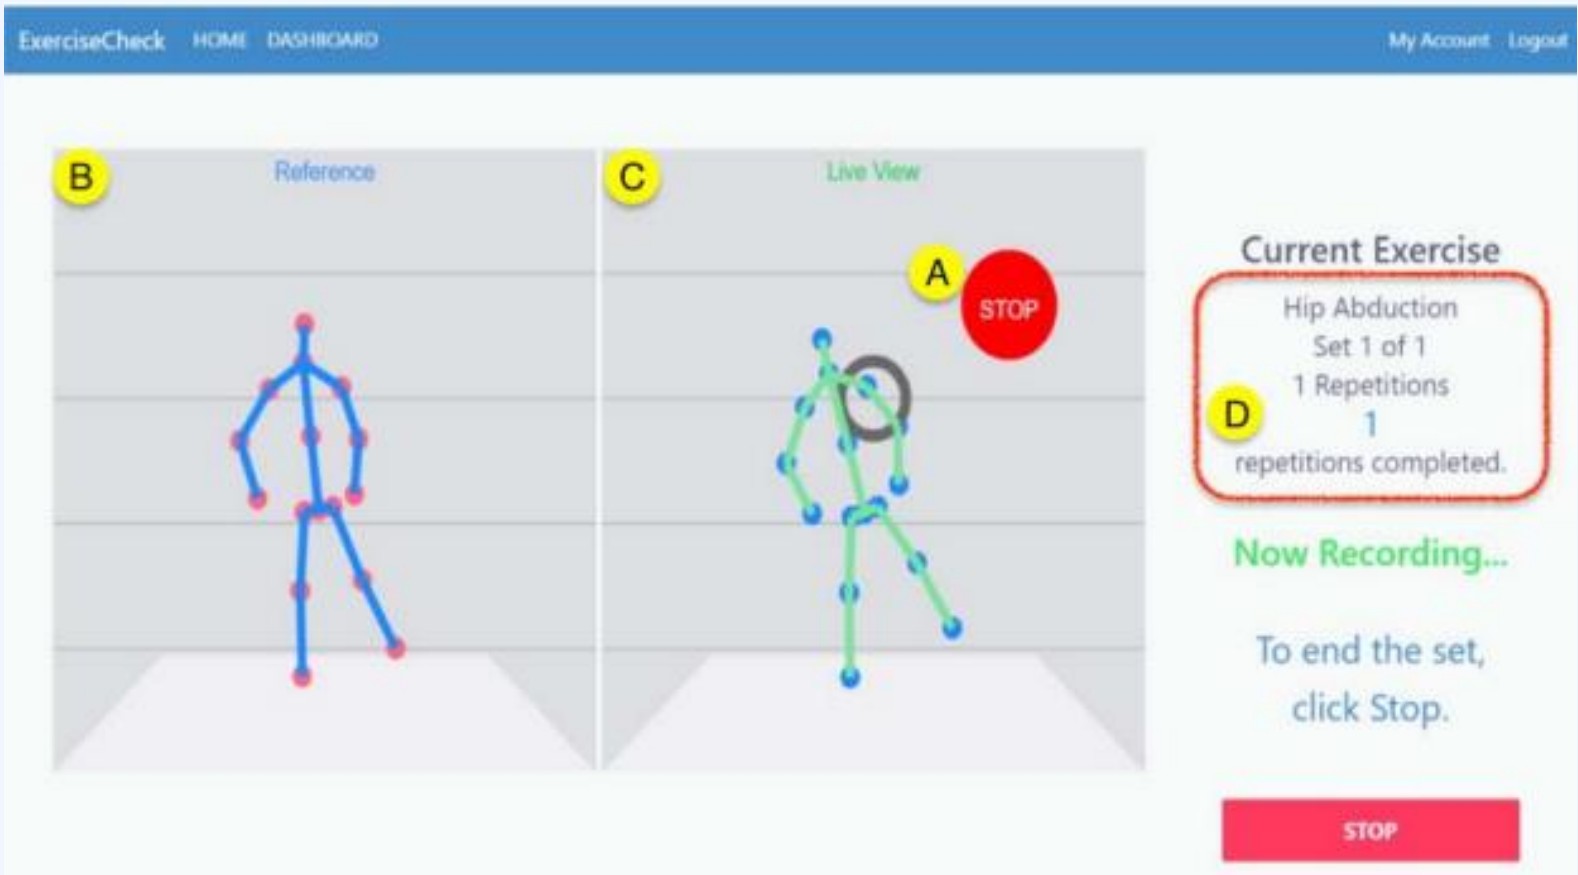 ExerciseCheck HOME DASHBOARD My Account Logout
B Reference
C Live View
A STOP
Current Exercise
Hip Abduction
Set 1 of 1
1 Repetitions
D 1
repetitions completed.
Now Recording...
To end the set,
click Stop.
STOP